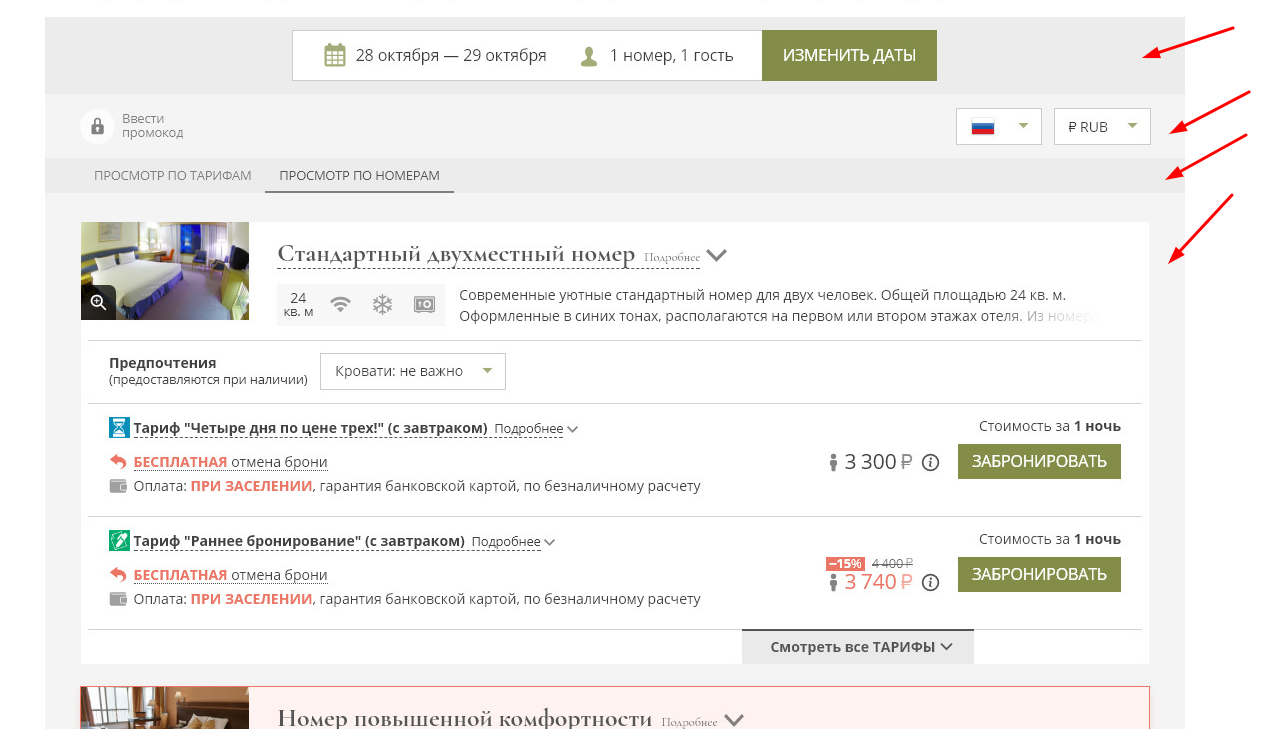 28 октября — 29 октября 1 номер, 1 гость ИЗМЕНИТЬ ДАТЫ
Ввести
промокод
₽ RUB
ПРОСМОТР ПО ТАРИФАМ ПРОСМОТР ПО НОМЕРАМ
Стандартный двухместный номер Подробнее
24
кв. м
Современные уютные стандартный номер для двух человек. Общей площадью 24 кв. м.
Оформленные в синих тонах, располагаются на первом или втором этажах отеля. Из номера
Предпочтения
(предоставляются при наличии)
Кровати: не важно
Тариф "Четыре дня по цене трех!" (с завтраком) Подробнее
Стоимость за 1 ночь
БЕСПЛАТНАЯ отмена брони
3 300 ₽
ЗАБРОНИРОВАТЬ
Оплата: ПРИ ЗАСЕЛЕНИИ, гарантия банковской картой, по безналичному расчету
Тариф "Раннее бронирование" (с завтраком) Подробнее
Стоимость за 1 ночь
−15% 4 400 ₽
БЕСПЛАТНАЯ отмена брони
3 740 ₽
ЗАБРОНИРОВАТЬ
Оплата: ПРИ ЗАСЕЛЕНИИ, гарантия банковской картой, по безналичному расчету
Смотреть все ТАРИФЫ
Номер повышенной комфортности Подробнее